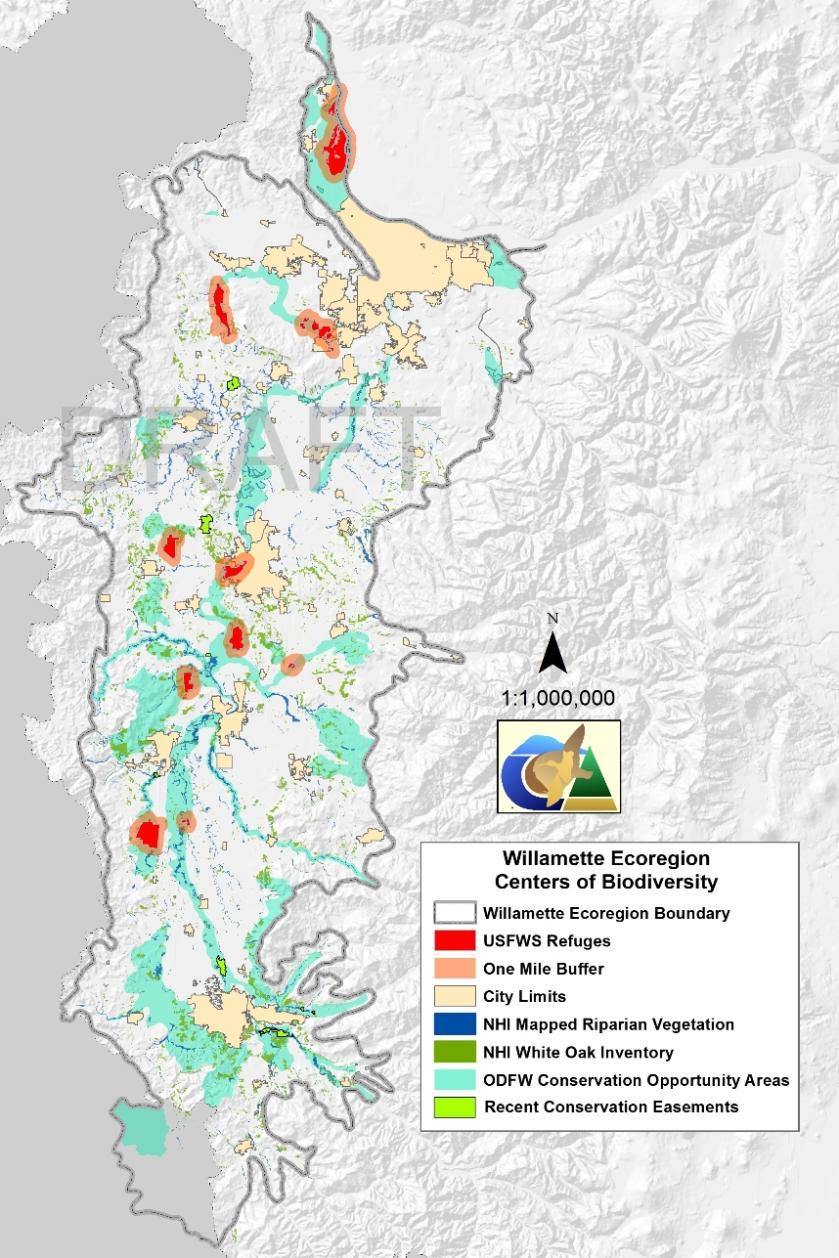 DRAFT
N
1:1,000,000
Willamette Ecoregion
Centers of Biodiversity
Willamette Ecoregion Boundary
USFWS Refuges
One Mile Buffer
City Limits
NHI Mapped Riparian Vegetation
NHI White Oak Inventory
ODFW Conservation Opportunity Areas
Recent Conservation Easements